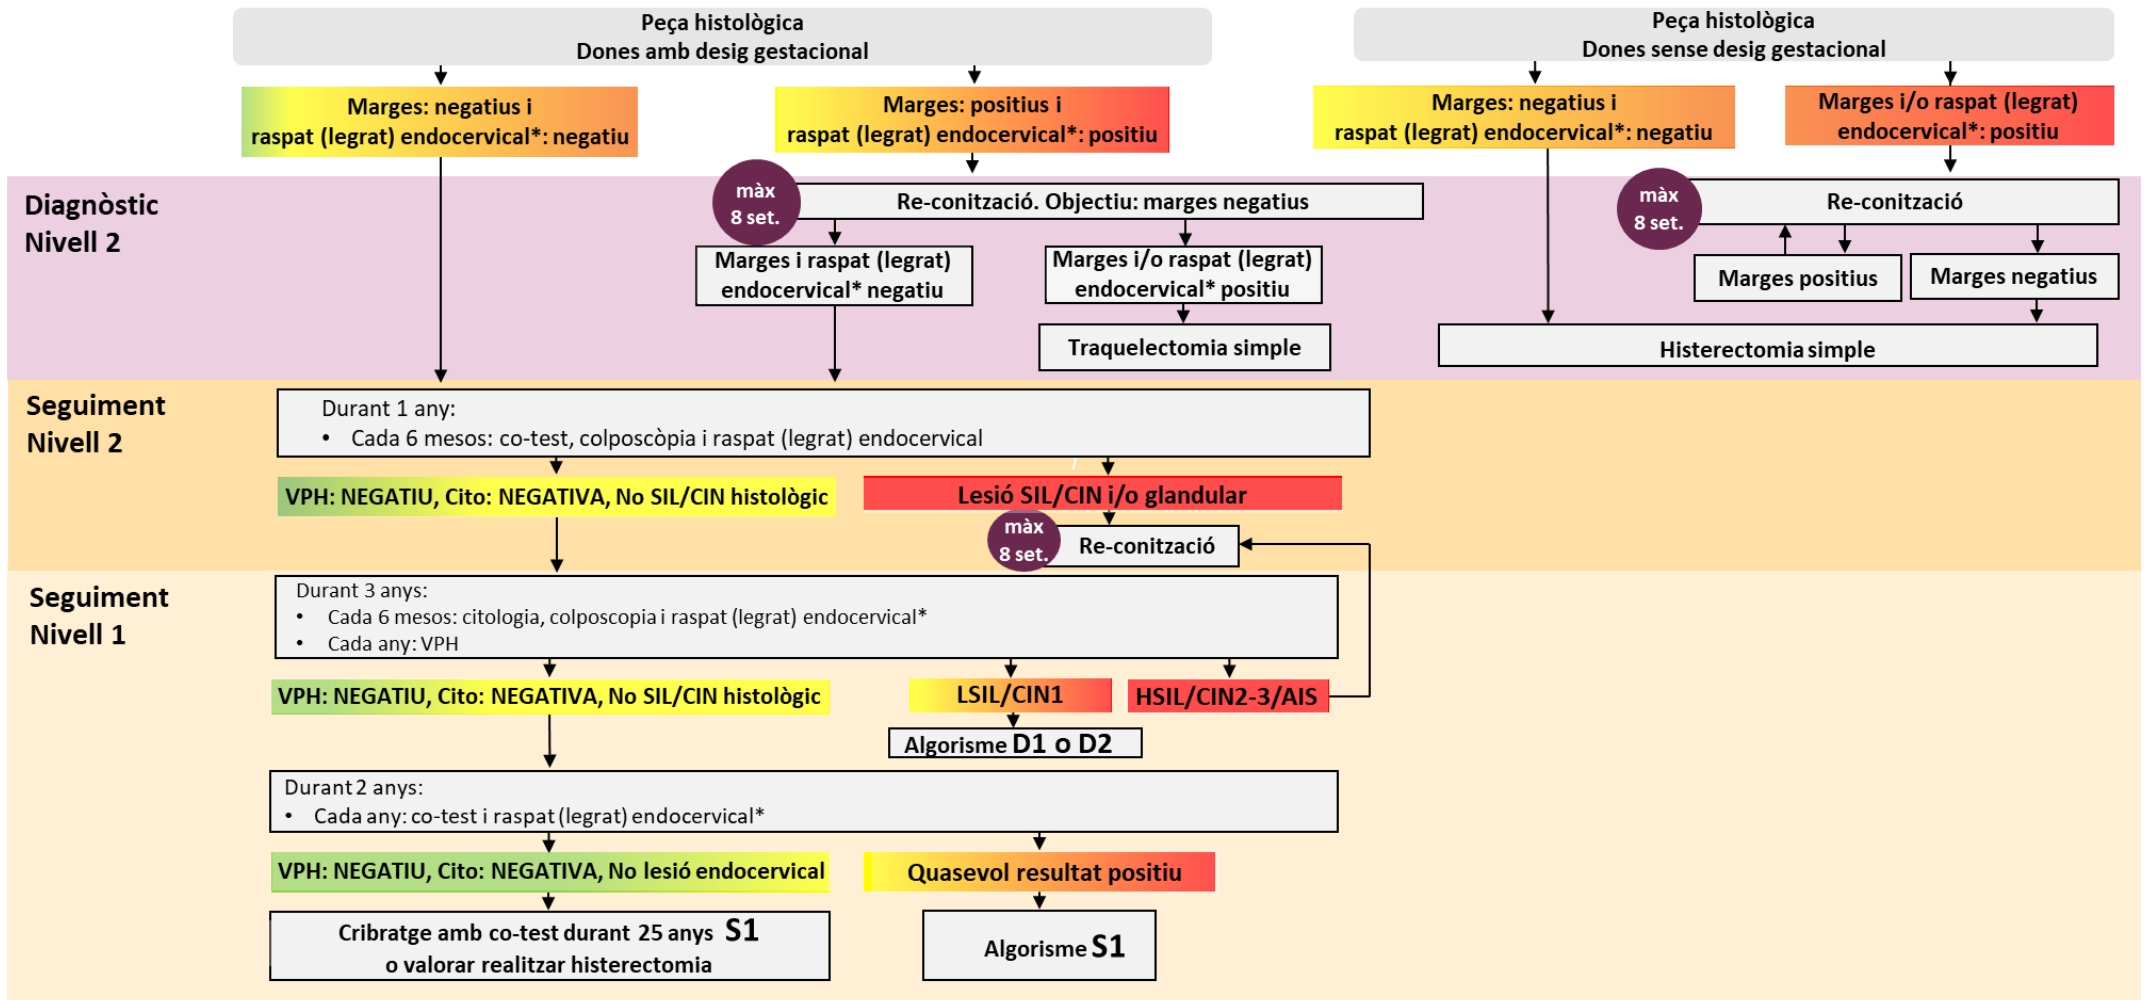 Peça histològica
Dones amb desig gestacional
Peça histològica
Dones sense desig gestacional
Marges: negatius i
raspat (legrat) endocervical*: negatiu
Marges: positius i
raspat (legrat) endocervical*: positiu
Marges: negatius i
raspat (legrat) endocervical*: negatiu
Marges i/o raspat (legrat)
endocervical*: positiu
Diagnòstic
Nivell 2
màx
8 set.
Re-conització. Objectiu: marges negatius
màx
8 set.
Re-conització
Marges i raspat (legrat)
endocervical* negatiu
Marges i/o raspat (legrat)
endocervical* positiu
Marges positius
Marges negatius
Traquelectomia simple
Histerectomia simple
Seguiment
Nivell 2
Durant 1 any:
• Cada 6 mesos: co-test, colposcòpia i raspat (legrat) endocervical
VPH: NEGATIU, Cito: NEGATIVA, No SIL/CIN histològic
Lesió SIL/CIN i/o glandular
màx
8 set.
Re-conització
Seguiment
Nivell 1
Durant 3 anys:
• Cada 6 mesos: citologia, colposcopia i raspat (legrat) endocervical*
• Cada any: VPH
VPH: NEGATIU, Cito: NEGATIVA, No SIL/CIN histològic
LSIL/CIN1
HSIL/CIN2-3/AIS
Algorisme D1 o D2
Durant 2 anys:
• Cada any: co-test i raspat (legrat) endocervical*
VPH: NEGATIU, Cito: NEGATIVA, No lesió endocervical
Quasevol resultat positiu
Cribratge amb co-test durant 25 anys S1
o valorar realitzar histerectomia
Algorisme S1